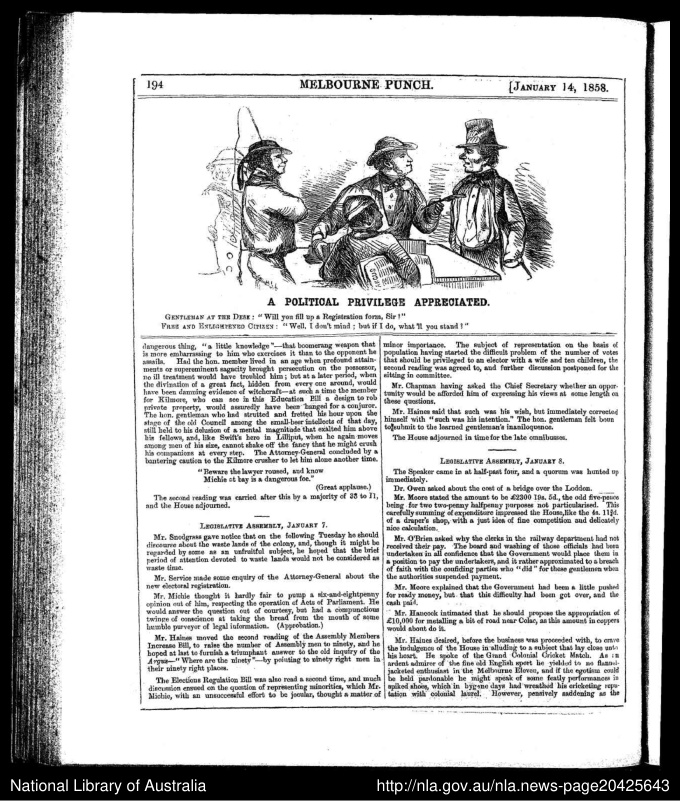 194
MELBOURNE PUNCH.
[JANUARY 14, 1858.
A POLITICAL PRIVILEGE APPRECIATED.
GENTLEMAN AT THE DESK: "Will you fill up a Registration form, Sir!"
FREE AND ENLIGHTENED CITIZEN: "Well, I don't mind; but if I do, what'll you stand!"
dangerous thing, "a little knowledge"—that boomerang weapon that
is more embarrassing to him who exercises it than to the opponent he
assails. Had the hon. member lived in an age when profound attain-
ments or supereminent sagacity brought persecution on the possessor,
no ill treatment would have troubled him; but at a later period, when
the divination of a great fact, hidden from every one around, would
have been damning evidence of witchcraft—at such a time the member
for Kilmore, who can see in this Education Bill a design to rob
private property, would assuredly have been hanged for a conjuror.
The hon. gentleman who had strutted and fretted his hour upon the
stage of the old Council among the small-beer intellects of that day,
still held to his delusion of a mental magnitude that exalted him above
his fellows, and, like Swift's hero in Lilliput, when he again moves
among men of his size, cannot shake off the fancy that he might crush
his companions at every step. The Attorney-General concluded by a
bantering caution to the Kilmore crusher to let him alone another time.
"Beware the lawyer roused, and know
Michie at bay is a dangerous foe."
(Great applause.)
The second reading was carried after this by a majority of 33 to 11,
and the House adjourned.
LEGISLATIVE ASSEMBLY, JANUARY 7.
Mr. Snodgrass gave notice that on the following Tuesday he should
discourse about the waste lands of the colony, and, though it might be
regarded by some as an unfruitful subject, he hoped that the brief
period of attention devoted to waste lands would not be considered as
waste time.
Mr. Service made some enquiry of the Attorney-General about the
new electoral registration.
Mr. Michie thought it hardly fair to pump a six-and-eightpenny
opinion out of him, respecting the operation of Acts of Parliament. He
would answer the question out of courtesy, but had a compunctious
twinge of conscience at taking the bread from the mouth of some
humble purveyor of legal information. (Approbation.)
Mr. Haines moved the second reading of the Assembly Members
Increase Bill, to raise the number of Assembly men to ninety, and he
hoped at last to furnish a triumphant answer to the old inquiry of the
Argus—"Where are the ninety"—by pointing to ninety right men in
their ninety right places.
The Elections Regulation Bill was also read a second time, and much
discussion ensued on the question of representing minorities, which Mr.
Michie, with an unsuccessful effort to be jocular, thought a matter of
minor importance. The subject of representation on the basis of
population having started the difficult problem of the number of votes
that should be privileged to an elector with a wife and ten children, the
second reading was agreed to, and further discussion postponed for the
sitting in committee.
Mr. Chapman having asked the Chief Secretary whether an oppor-
tunity would be afforded him of expressing his views at some length on
these questions.
Mr. Haines said that such was his wish, but immediately corrected
himself with "such was his intention." The hon. gentleman felt bound
to submit to the learned gentleman's inaniloquence.
The House adjourned in time for the late omnibusses.
LEGISLATIVE ASSEMBLY, JANUARY 8.
The Speaker came in at half-past four, and a quorum was hunted up
immediately.
Dr. Owen asked about the cost of a bridge over the Loddon.
Mr. Moore stated the amount to be £2300 19s. 5d., the odd five-pence
being for two two-penny halfpenny purposes not particularised. This
carefully summing of expenditure impressed the House, like the 4s. 11¾d.
of a draper's shop, with a just idea of fine competition and delicately
nice calculation.
Mr. O'Brien asked why the clerks in the railway department had not
received their pay. The board and washing of those officials had been
undertaken in all confidence that the Government would place them in
a position to pay the undertakers, and it rather approximated to a breach
of faith with the confiding parties who "did" for these gentlemen when
the authorities suspended payment.
Mr. Moore explained that the Government had been a little pushed
for ready money, but that this difficulty had been got over, and the
cash paid.
Mr. Hancock intimated that he should propose the appropriation of
£10,000 for metalling a bit of road near Colac, as this amount in coppers
would about do it.
Mr. Haines desired, before the business was proceeded with, to crave
the indulgence of the House in alluding to a subject that lay close unto
his heart. He spoke of the Grand Colonial Cricket Match. As an
ardent admirer of the fine old English sport he yielded to no flannel-
jacketed enthusiast in the Melbourne Eleven, and if the egotism could
be held pardonable he might speak of some featy performances in
spiked shoes, which in bygone days had wreathed his cricketing repu-
tation with colonial laurel. However, pensively saddening as the
National Library of Australia
http://nla.gov.au/nla.news-page20425643